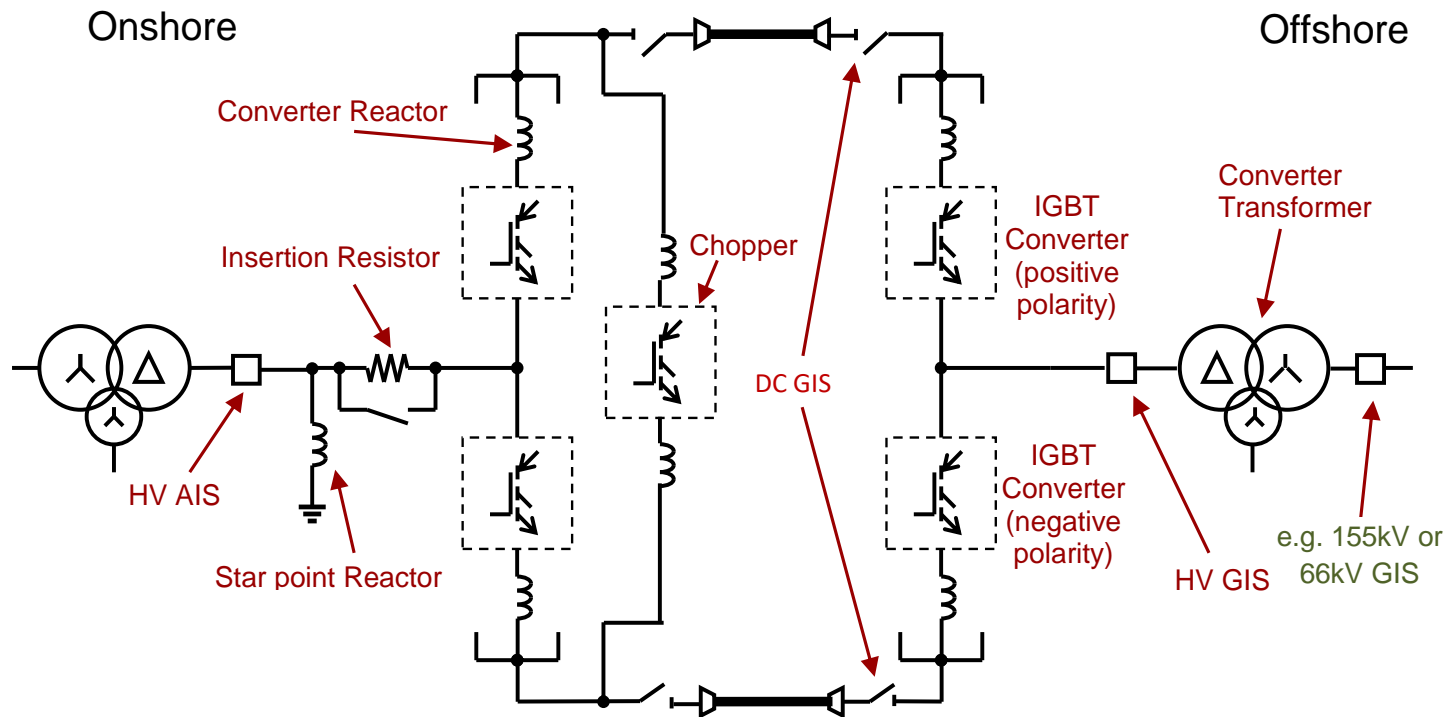 Onshore
Offshore
Converter Reactor
Insertion Resistor
HV AIS
Star point Reactor
Chopper
DC GIS
IGBT
Converter
(positive
polarity)
IGBT
Converter
(negative
polarity)
Converter
Transformer
HV GIS
e.g. 155kV or
66kV GIS